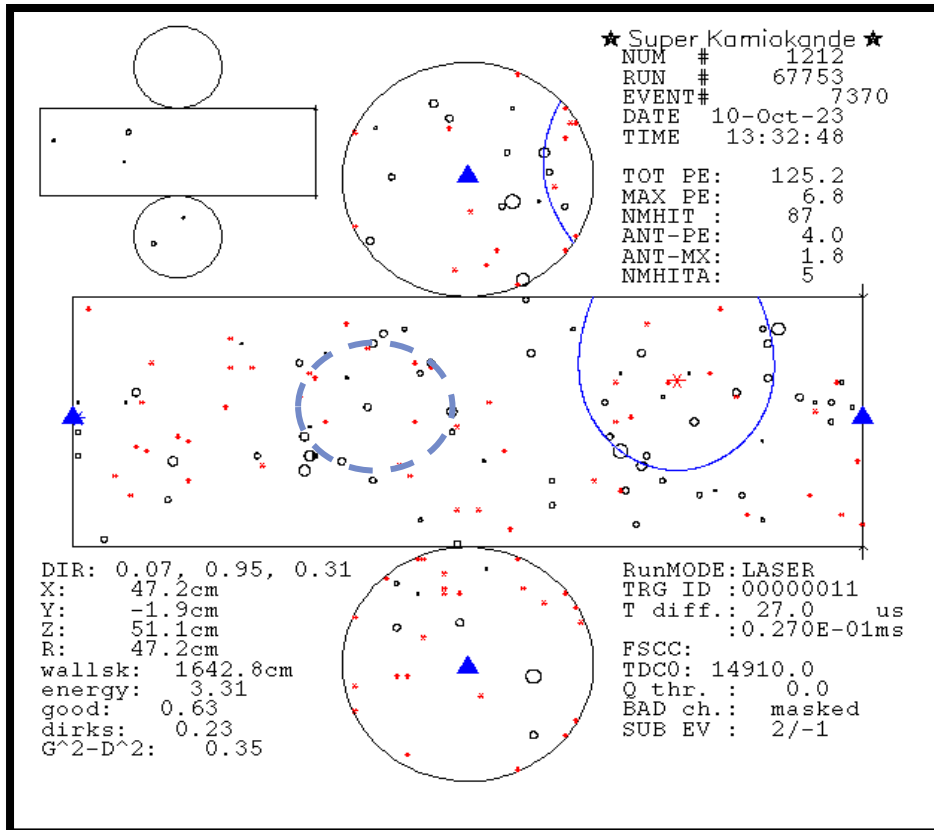 ★ Super Kamiokande ★
NUM # 1212
RUN # 67753
EVENT# 7370
DATE 10-Oct-23
TIME 13:32:48
TOT PE: 125.2
MAX PE: 6.8
NMHIT : 87
ANT-PE: 4.0
ANT-MX: 1.8
NMHITA: 5
DIR: 0.07, 0.95, 0.31
X: 47.2cm
Y: -1.9cm
Z: 51.1cm
R: 47.2cm
wallsk: 1642.8cm
energy: 3.31
good: 0.63
dirks: 0.23
G^2-D^2: 0.35
RunMODE:LASER
TRG ID :00000011
T diff.: 27.0 us
:0.270E-01ms
FSCC:
TDC0: 14910.0
Q thr. : 0.0
BAD ch.: masked
SUB EV : 2/-1